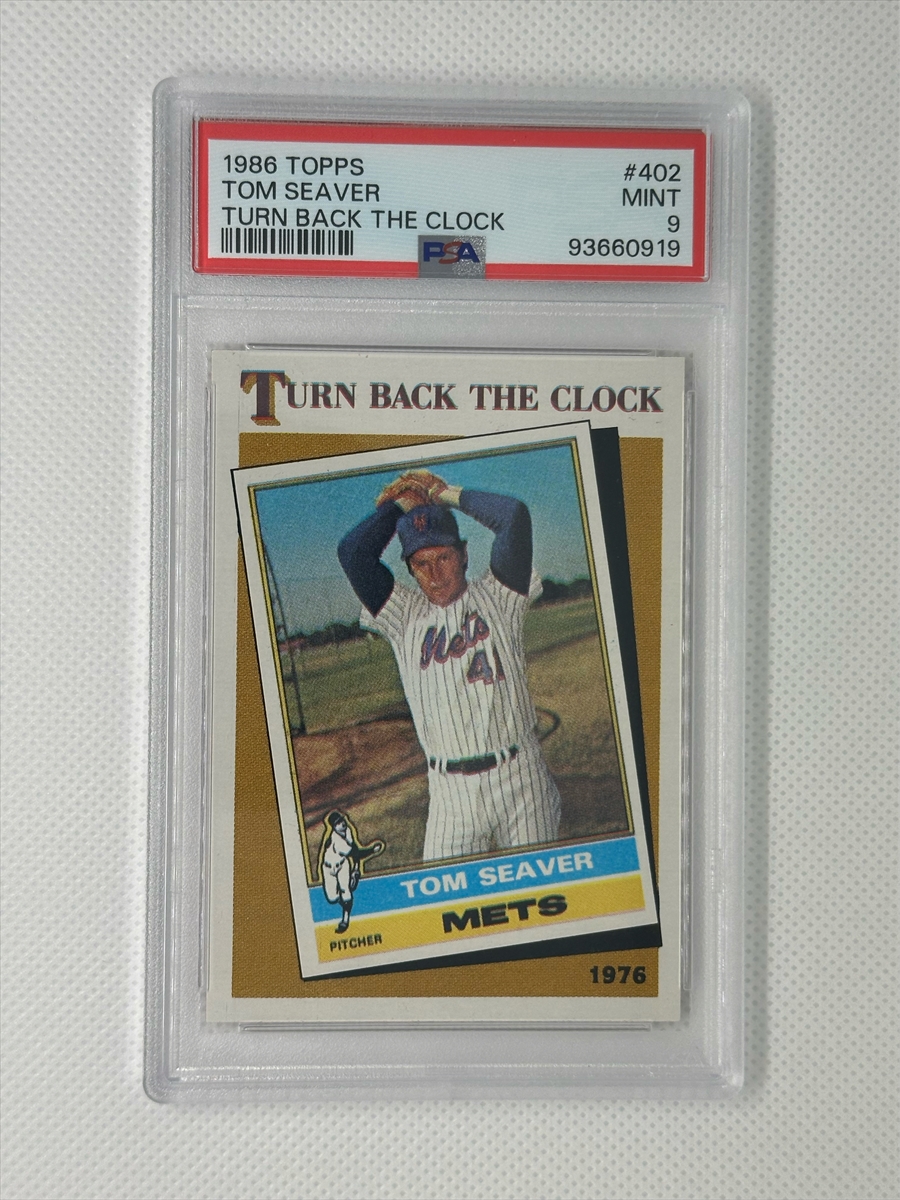 1986 TOPPS
#402
TOM SEAVER
MINT
TURN BACK THE CLOCK
9
PSA
93660919
TURN BACK THE CLOCK
Mets
41
TOM SEAVER
METS
PITCHER
1976